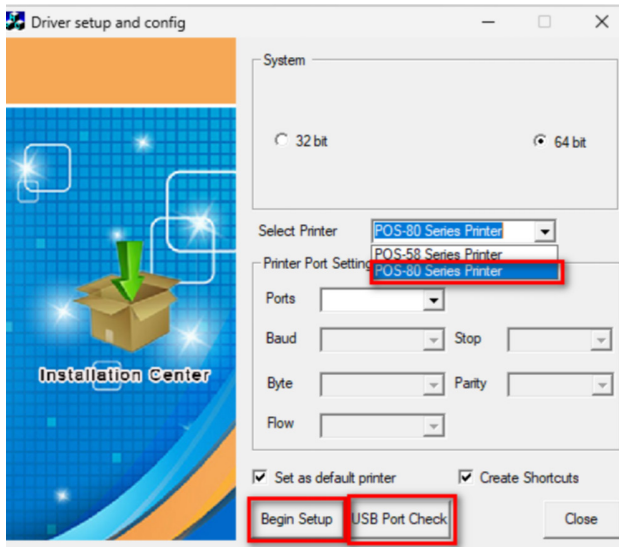 Driver setup and config
System
32 bit
64 bit
Select Printer
POS-80 Series Printer
POS-58 Series Printer
POS-80 Series Printer
Printer Port Setting
Ports
Baud
Stop
Byte
Parity
Flow
Installation Center
Set as default printer
Create Shortcuts
Begin Setup
USB Port Check
Close